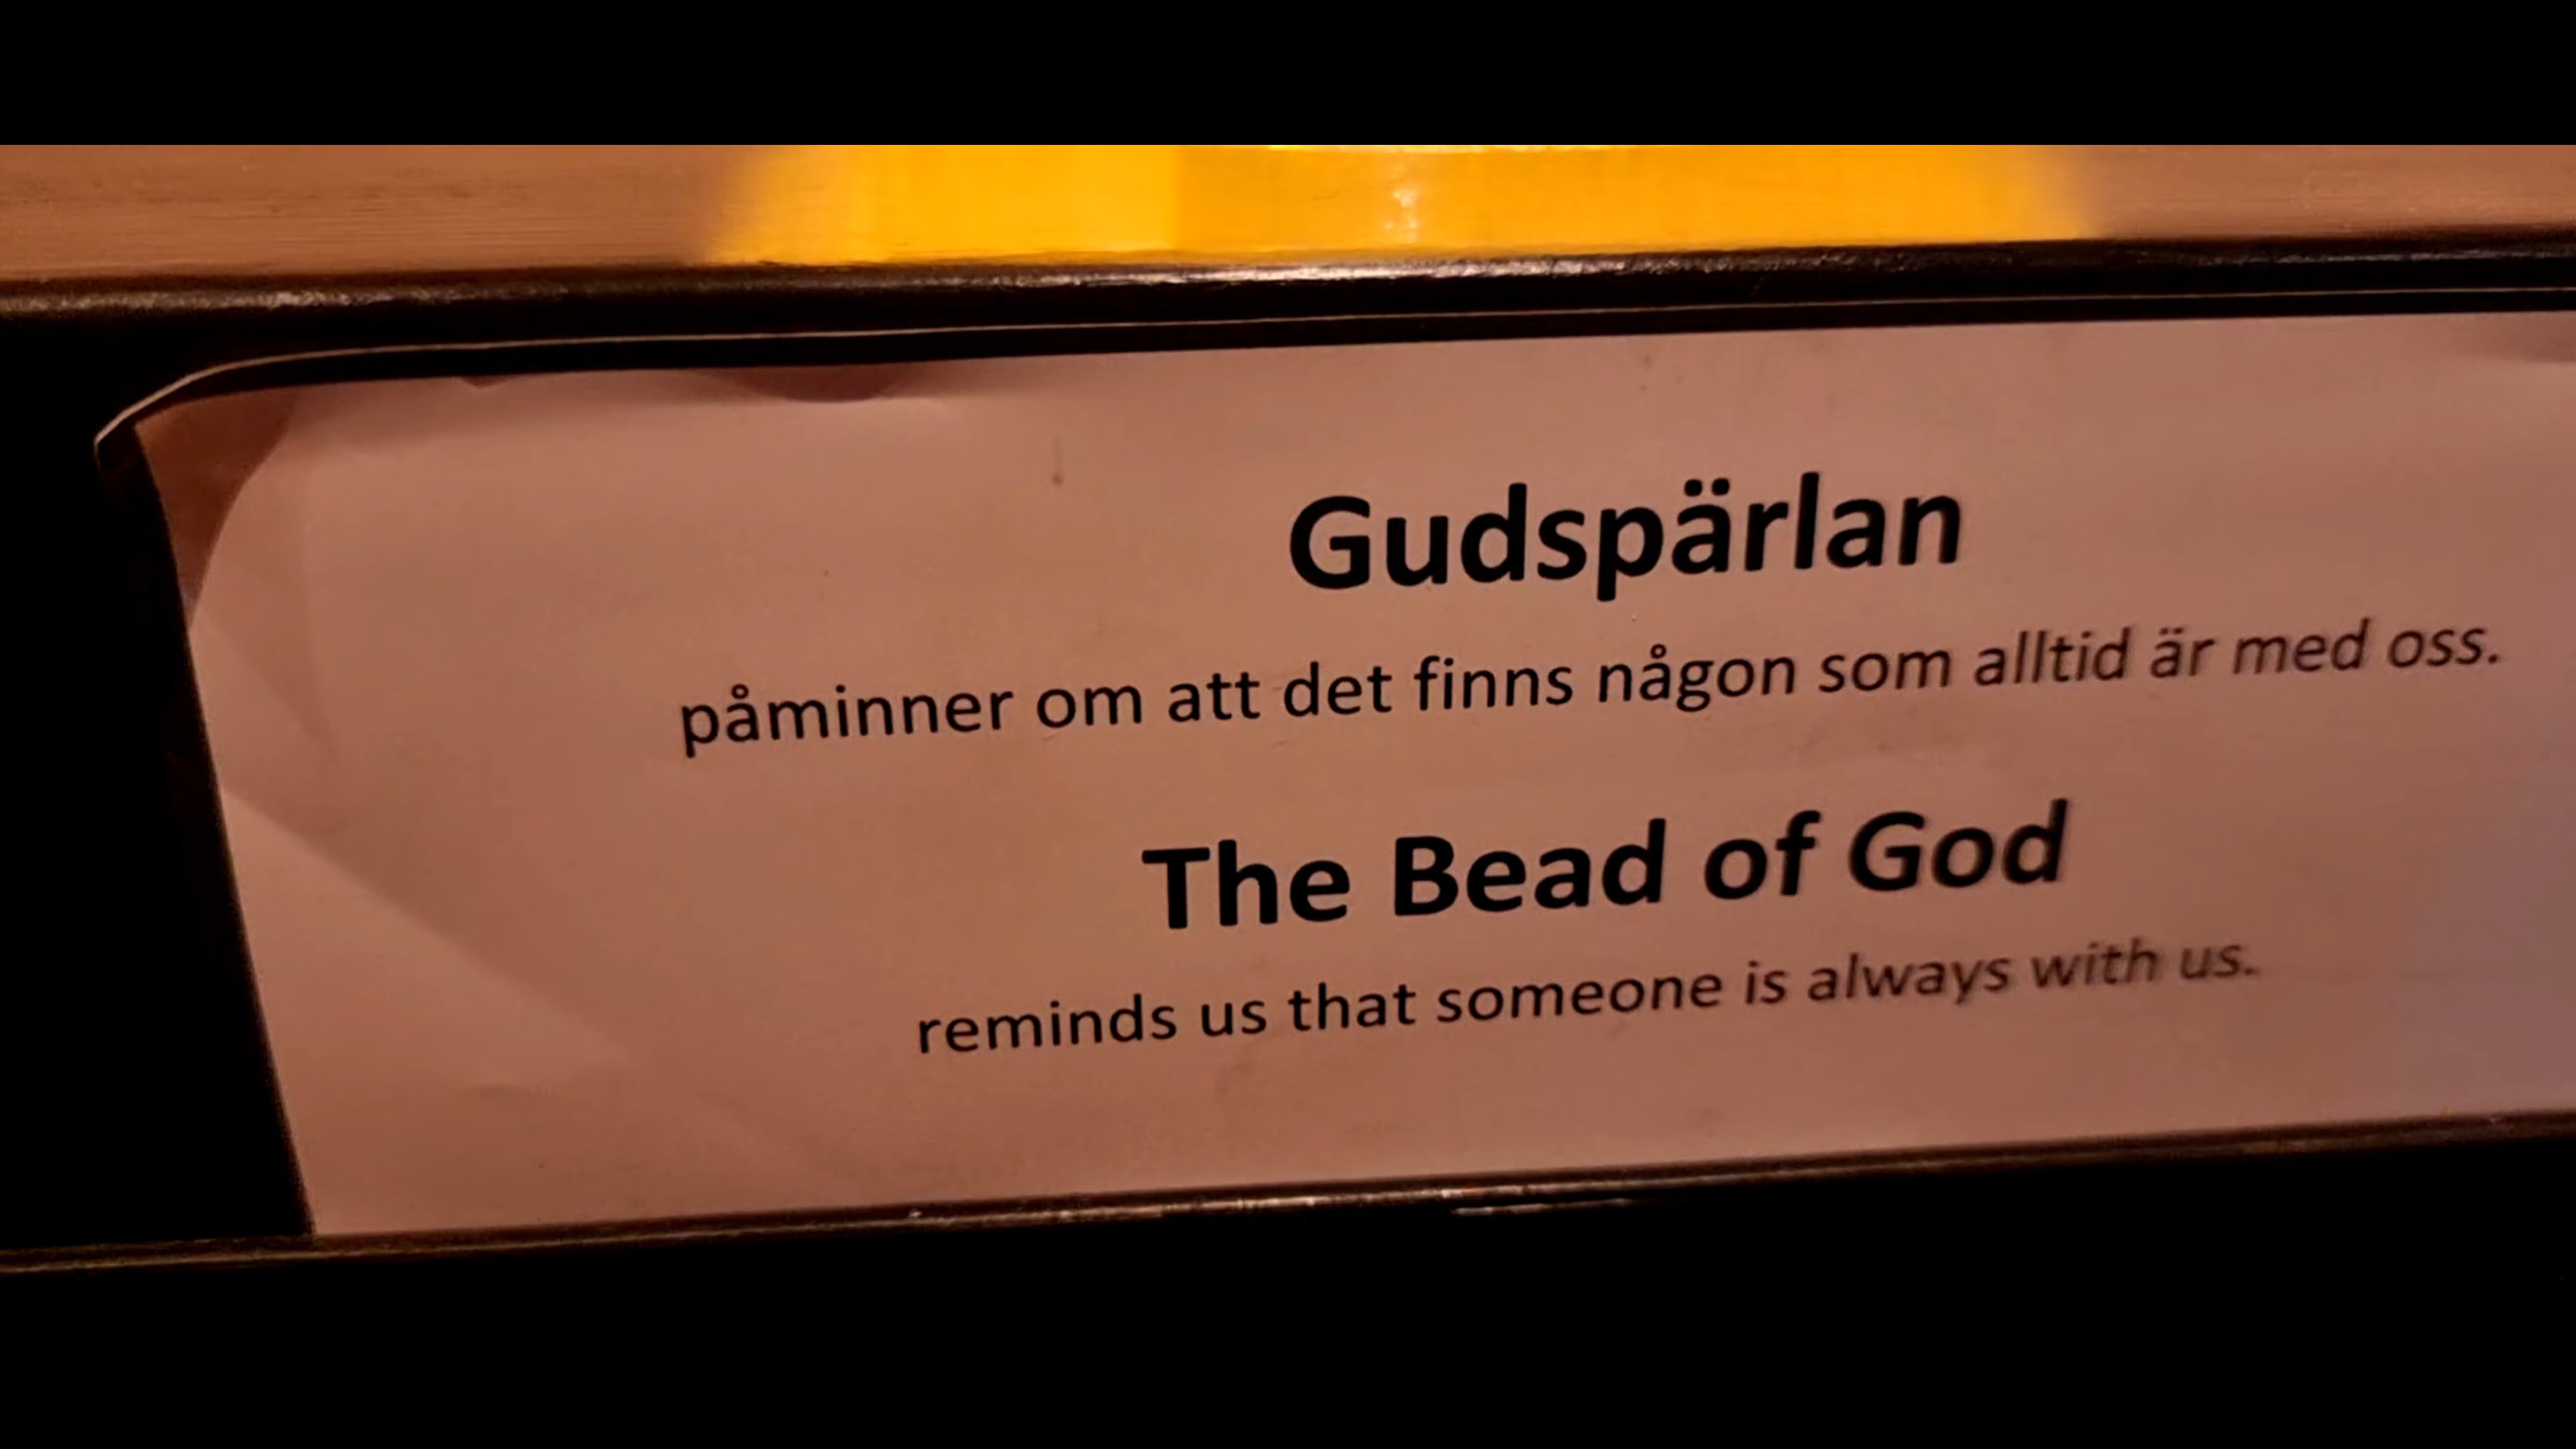 Gudspärlan
påminner om att det finns någon som alltid är med oss.
The Bead of God
reminds us that someone is always with us.